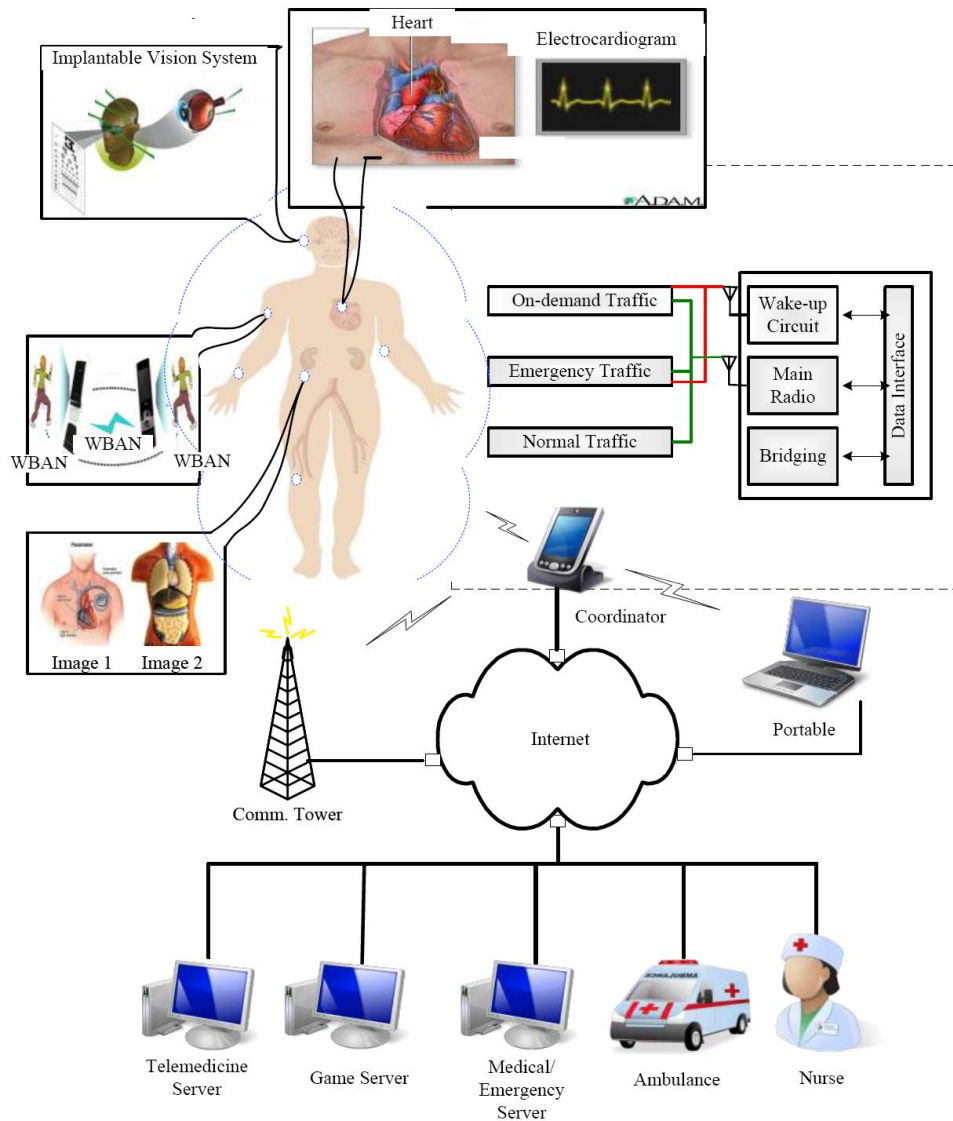 Heart
Electrocardiogram
Implantable Vision System
ADAM.
On-demand Traffic
Emergency Traffic
Normal Traffic
Wake-up
Circuit
Main
Radio
Bridging
Data Interface
WBAN
WBAN
WBAN
Image 1
Image 2
Coordinator
Portable
Internet
Comm. Tower
Telemedicine
Server
Game Server
Medical/
Emergency
Server
Ambulance
Nurse
AMBULANCE